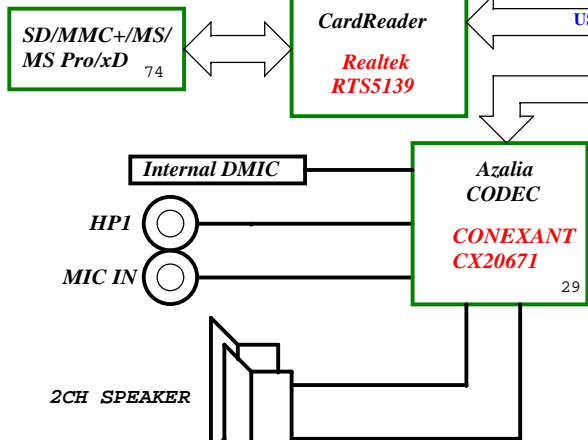 SD/MMC+/MS/
MS Pro/xD
74
CardReader
Realtek
RTS5139
Internal DMIC
HP1
MIC IN
Azalia
CODEC
CONEXANT
CX20671
29
2CH SPEAKER